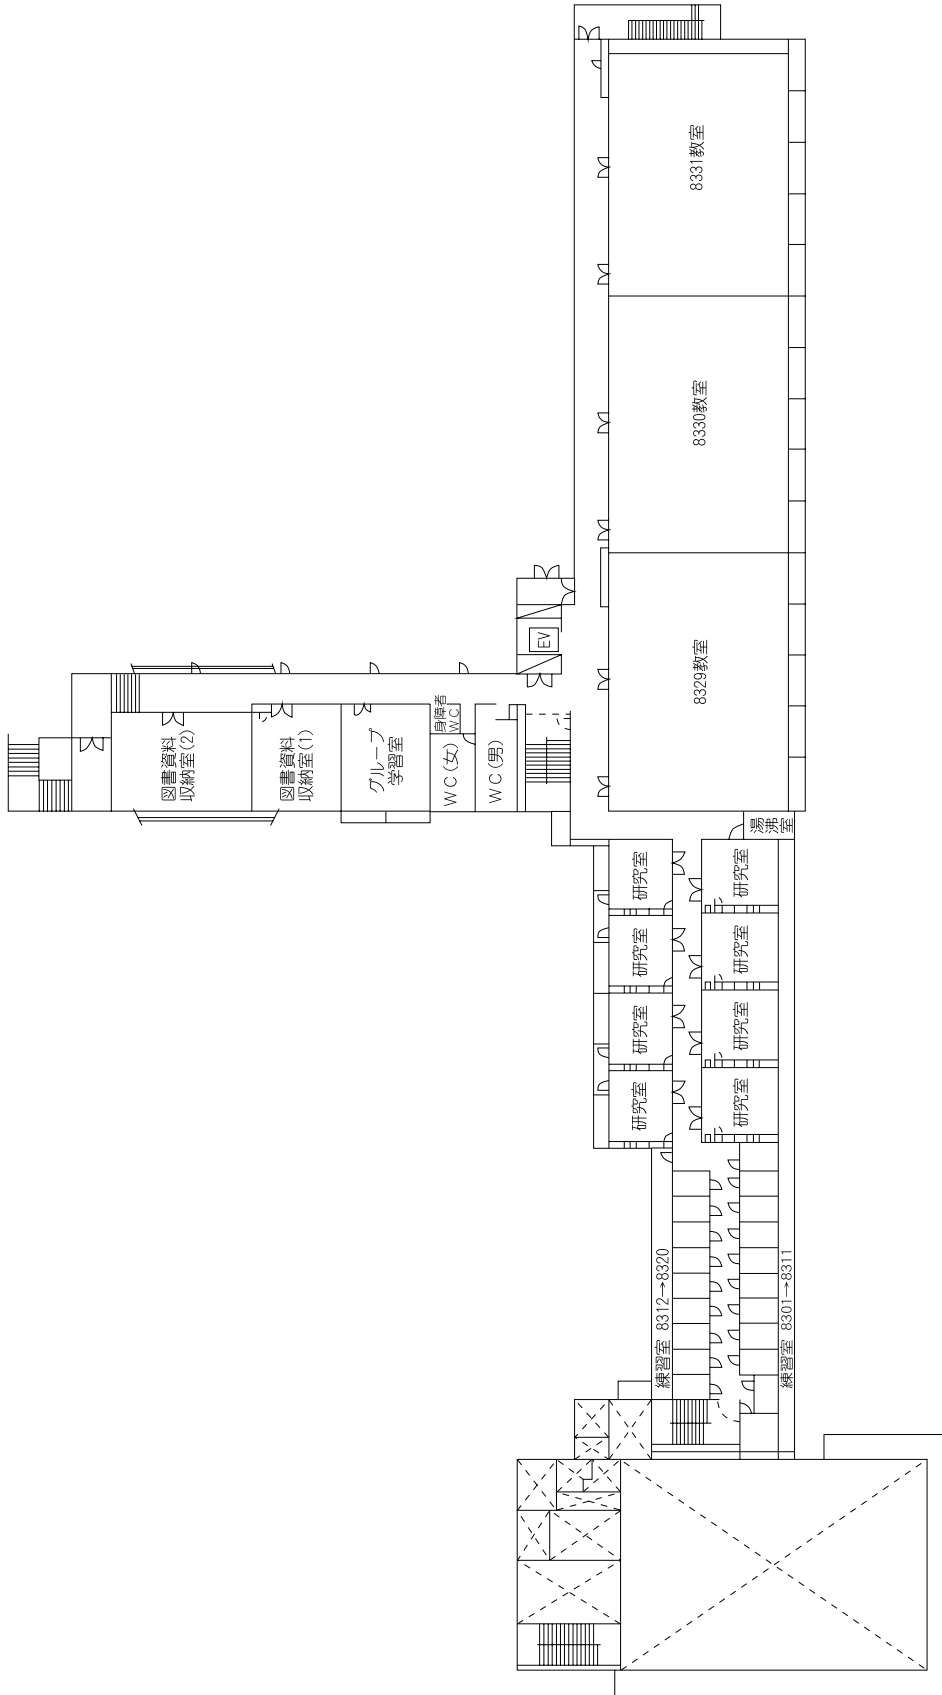 8331教室
8330教室
8329教室
EV
図書資料
収納室(2)
図書資料
収納室(1)
グループ
学習室
身障者
WC
WC(女)
WC(男)
湯沸室
研究室
研究室
研究室
研究室
研究室
研究室
研究室
研究室
練習室 8312→8320
練習室 8301→8311